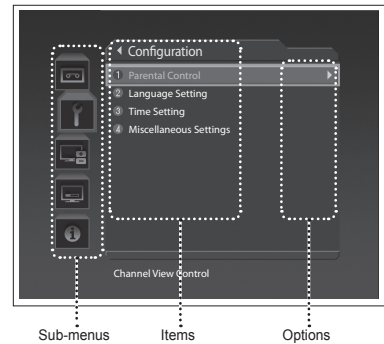 Configuration
1 Parental Control
2 Language Setting
3 Time Setting
4 Miscellaneous Settings
Channel View Control
Sub-menus Items Options